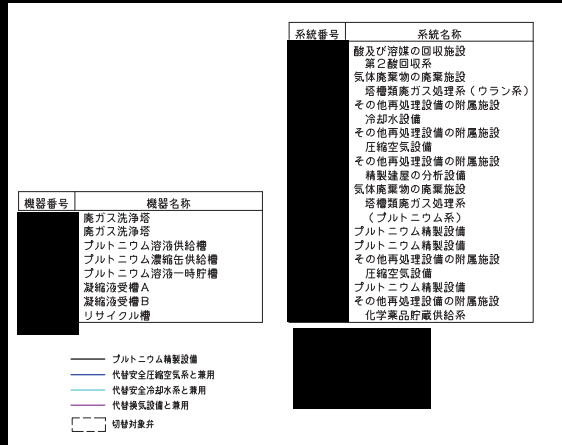 系統番号 系統名称
酸及び溶媒の回収施設
第２酸回収系
気体廃棄物の廃棄施設
塔槽類廃ガス処理系（ウラン系）
その他再処理設備の附属施設
冷却水設備
その他再処理設備の附属施設
圧縮空気設備
その他再処理設備の附属施設
精製建屋の分析設備
気体廃棄物の廃棄施設
塔槽類廃ガス処理系
（プルトニウム系）
プルトニウム精製設備
プルトニウム精製設備
その他再処理設備の附属施設
圧縮空気設備
プルトニウム精製設備
その他再処理設備の附属施設
化学薬品貯蔵供給系
機器番号 機器名称
廃ガス洗浄塔
廃ガス洗浄塔
プルトニウム溶液供給槽
プルトニウム濃縮缶供給槽
プルトニウム溶液一時貯槽
凝縮液受槽Ａ
凝縮液受槽Ｂ
リサイクル槽
プルトニウム精製設備
代替安全圧縮空気系と兼用
代替安全冷却水系と兼用
代替換気設備と兼用
切替対象弁